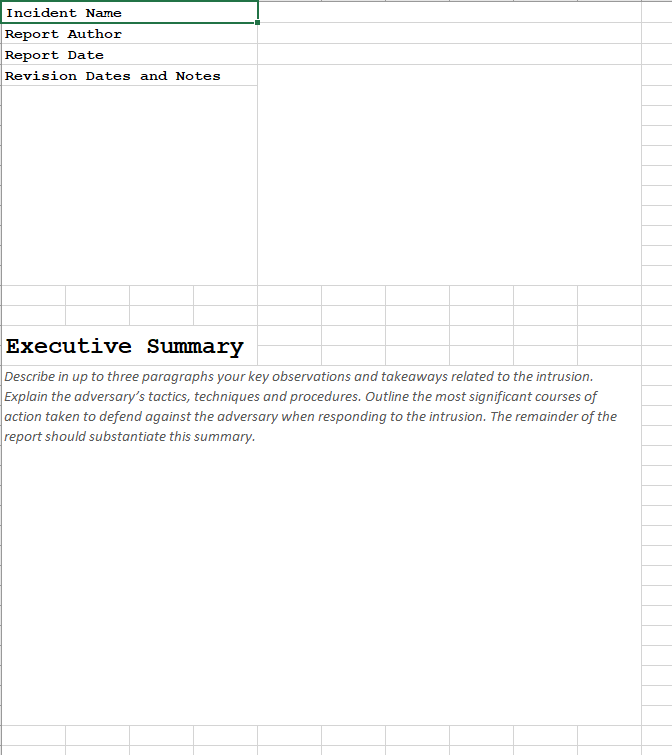 Incident Name
Report Author
Report Date
Revision Dates and Notes
Executive Summary
Describe in up to three paragraphs your key observations and takeaways related to the intrusion.
Explain the adversary’s tactics, techniques and procedures. Outline the most significant courses of
action taken to defend against the adversary when responding to the intrusion. The remainder of the
report should substantiate this summary.